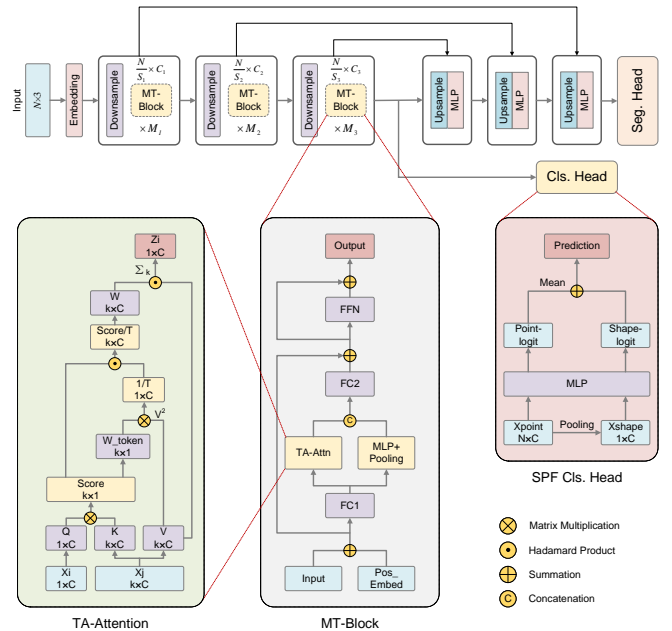 Input
N×3
Embedding
Downsample
N/S₁ × C₁
MT-
Block
× M₁
Downsample
N/S₂ × C₂
MT-
Block
× M₂
Downsample
N/S₃ × C₃
MT-
Block
× M₃
Upsample
MLP
Upsample
MLP
Upsample
MLP
Seg. Head
Cls. Head
Zi
1×C
Σ k
W
k×C
Score/T
k×C
1/T
1×C
V²
W_token
k×1
Score
k×1
Q
1×C
K
k×C
V
k×C
Xi
1×C
Xj
k×C
TA-Attention
Output
FFN
FC2
C
TA-Attn
MLP+
Pooling
FC1
Input
Pos_
Embed
MT-Block
Prediction
Mean
Point-
logit
Shape-
logit
MLP
Xpoint
N×C
Pooling
Xshape
1×C
SPF Cls. Head
Matrix Multiplication
Hadamard Product
Summation
C
Concatenation